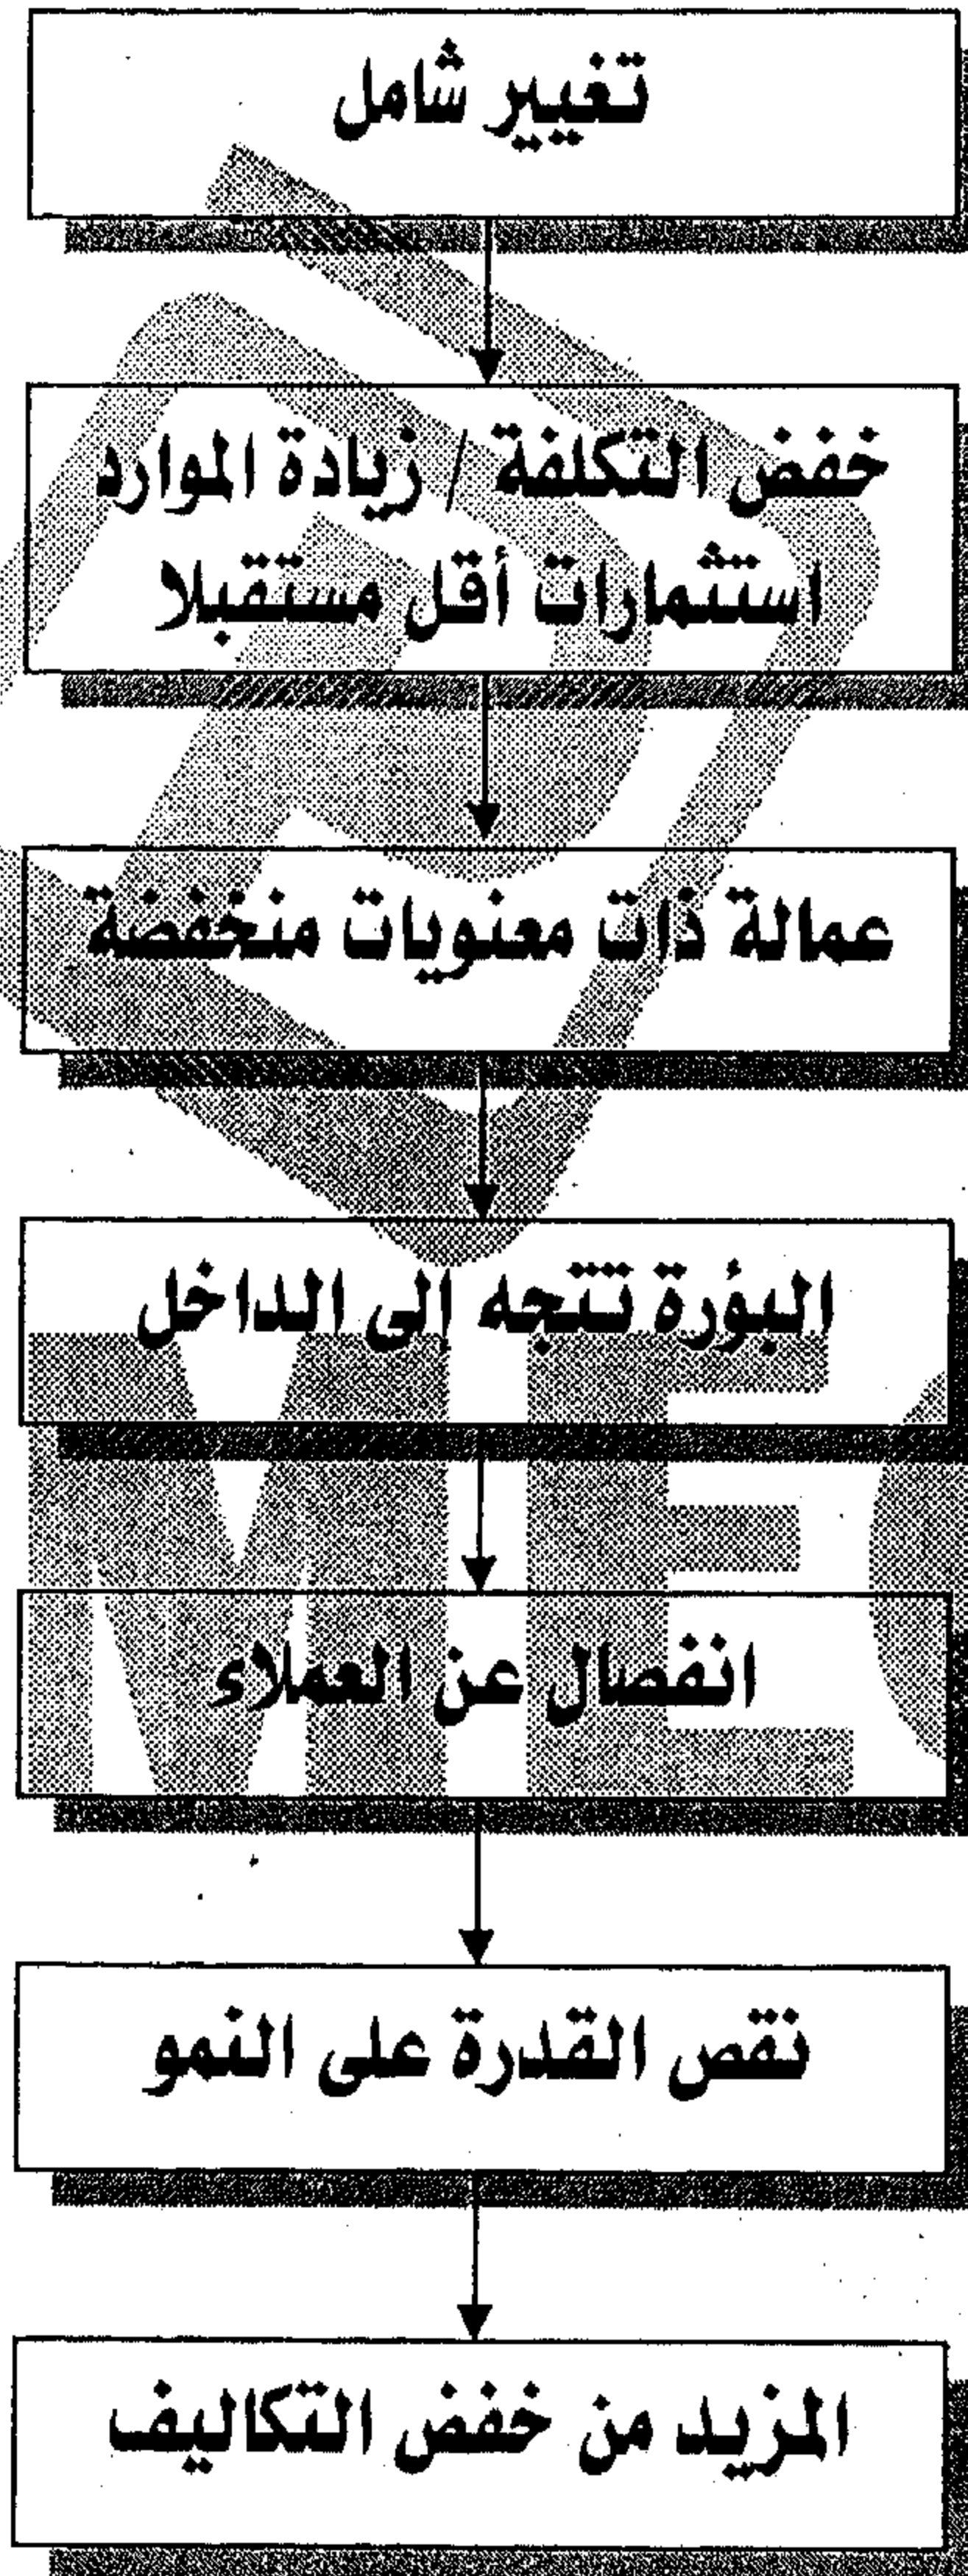 تغيير شامل
خفض التكلفة / زيادة الموارد
استثمارات أقل مستقبلا
عمالة ذات معنويات منخفضة
البؤرة تتجه الى الداخل
انفصال عن العملاء
نقص القدرة على النمو
المزيد من خفض التكاليف